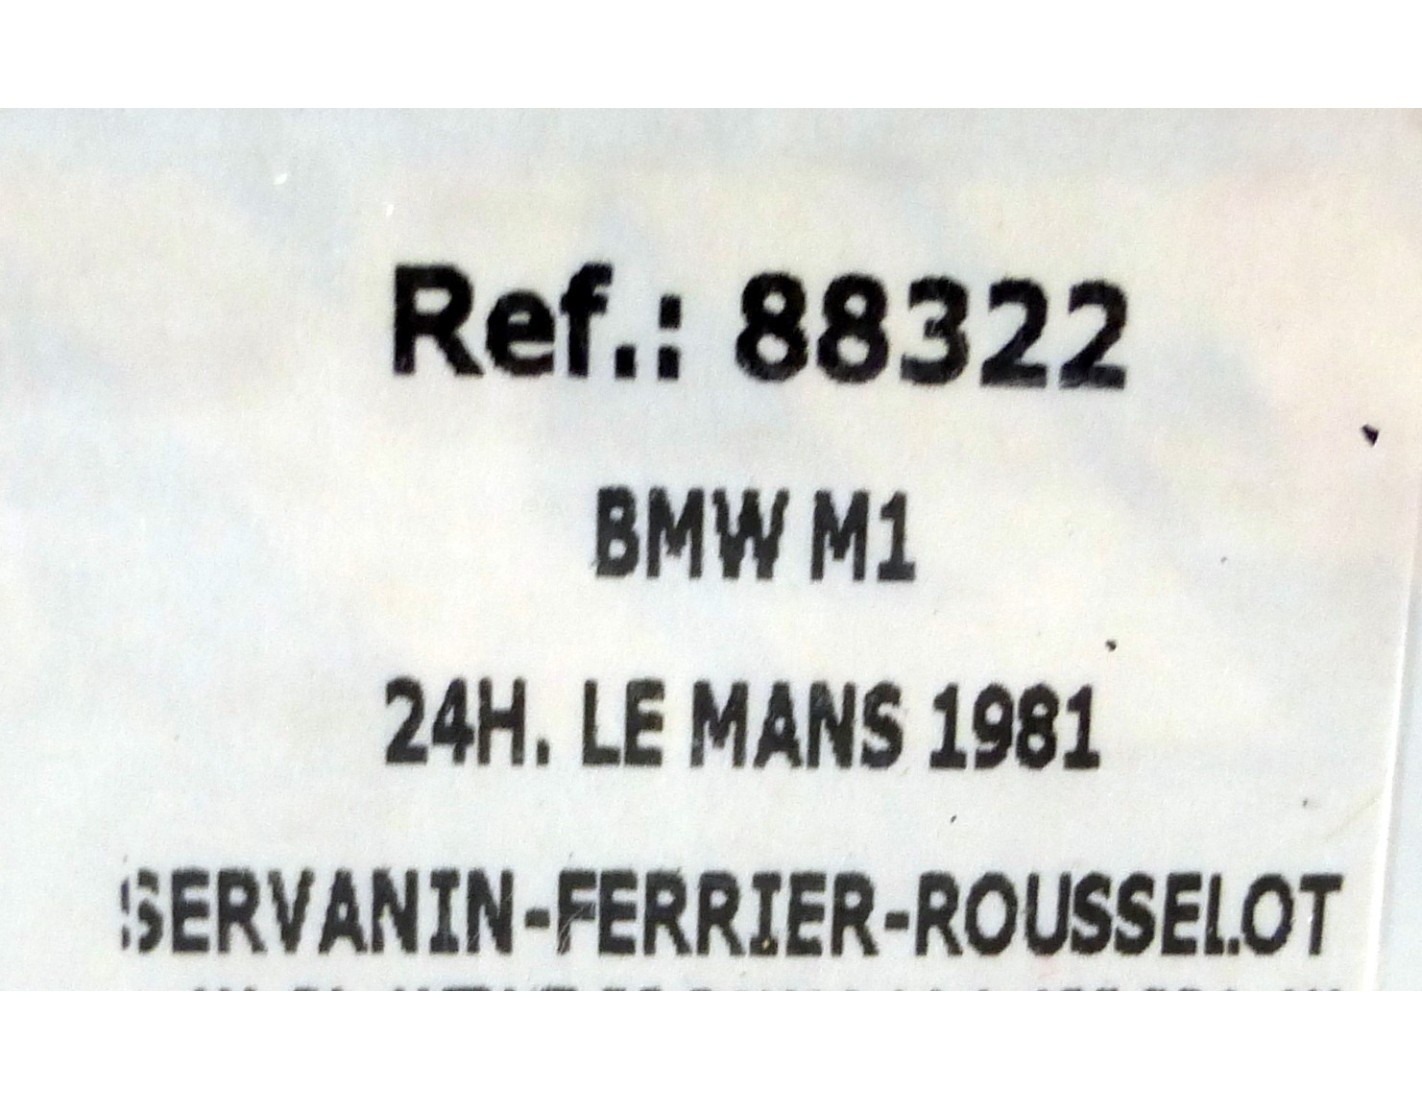 Ref.: 88322
BMW M1
24H. LE MANS 1981
SERVANIN-FERRIER-ROUSSELOT